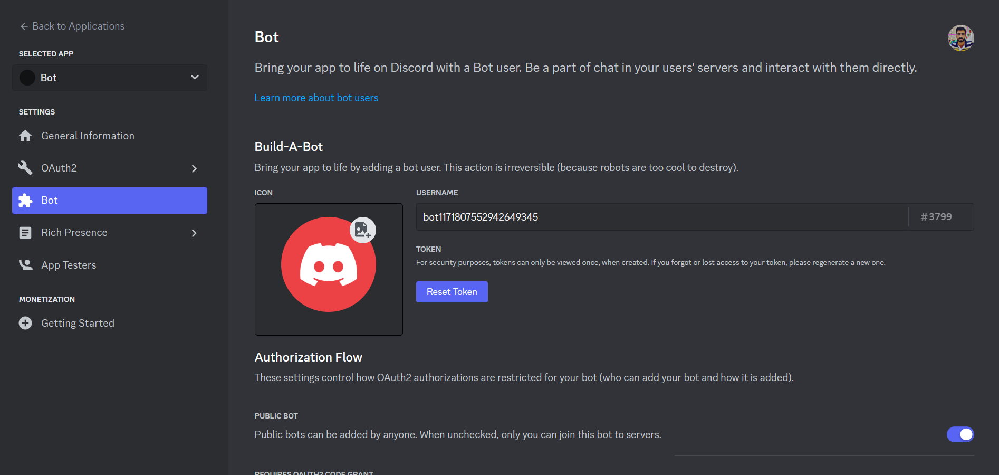 Back to Applications
SELECTED APP
Bot
SETTINGS
General Information
OAuth2
Bot
Rich Presence
App Testers
MONETIZATION
Getting Started
Bot
Bring your app to life on Discord with a Bot user. Be a part of chat in your users' servers and interact with them directly.
Learn more about bot users
Build-A-Bot
Bring your app to life by adding a bot user. This action is irreversible (because robots are too cool to destroy).
ICON
USERNAME
bot1171807552942649345 #3799
TOKEN
For security purposes, tokens can only be viewed once, when created. If you forgot or lost access to your token, please regenerate a new one.
Reset Token
Authorization Flow
These settings control how OAuth2 authorizations are restricted for your bot (who can add your bot and how it is added).
PUBLIC BOT
Public bots can be added by anyone. When unchecked, only you can join this bot to servers.
REQUIRES OAUTH2 CODE GRANT